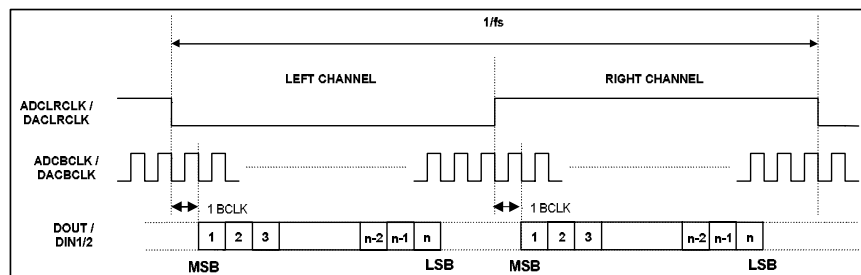 1/fs
LEFT CHANNEL RIGHT CHANNEL
ADCLRCLK /
DACLRCLK
ADCBCLK /
DACBCLK
1 BCLK 1 BCLK
DOUT /
DIN1/2
1 2 3 n-2 n-1 n 1 2 3 n-2 n-1 n
MSB LSB MSB LSB